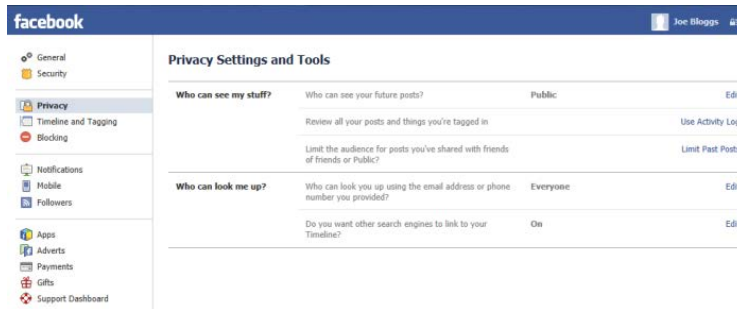 facebook
Joe Bloggs
General
Security
Privacy
Timeline and Tagging
Blocking
Notifications
Mobile
Followers
Apps
Adverts
Payments
Gifts
Support Dashboard
Privacy Settings and Tools
Who can see my stuff? Who can see your future posts? Public Edi
Review all your posts and things you're tagged in Use Activity Log
Limit the audience for posts you've shared with friends Limit Past Posts
of friends or Public?
Who can look me up? Who can look you up using the email address or phone Everyone Edi
number you provided?
Do you want other search engines to link to your On Edi
Timeline?